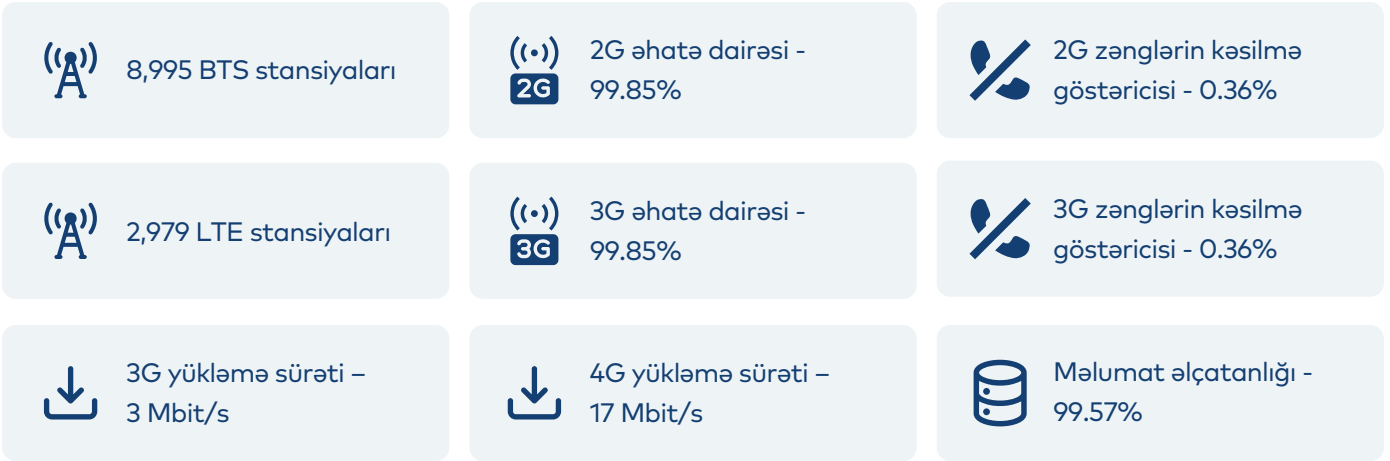 8,995 BTS stansiyaları
2G əhatə dairəsi -
99.85%
2G
2G zənglərin kəsilmə
göstəricisi - 0.36%
2,979 LTE stansiyaları
3G əhatə dairəsi -
99.85%
3G
3G zənglərin kəsilmə
göstəricisi - 0.36%
3G yükləmə sürəti –
3 Mbit/s
4G yükləmə sürəti –
17 Mbit/s
Məlumat əlçatanlığı -
99.57%